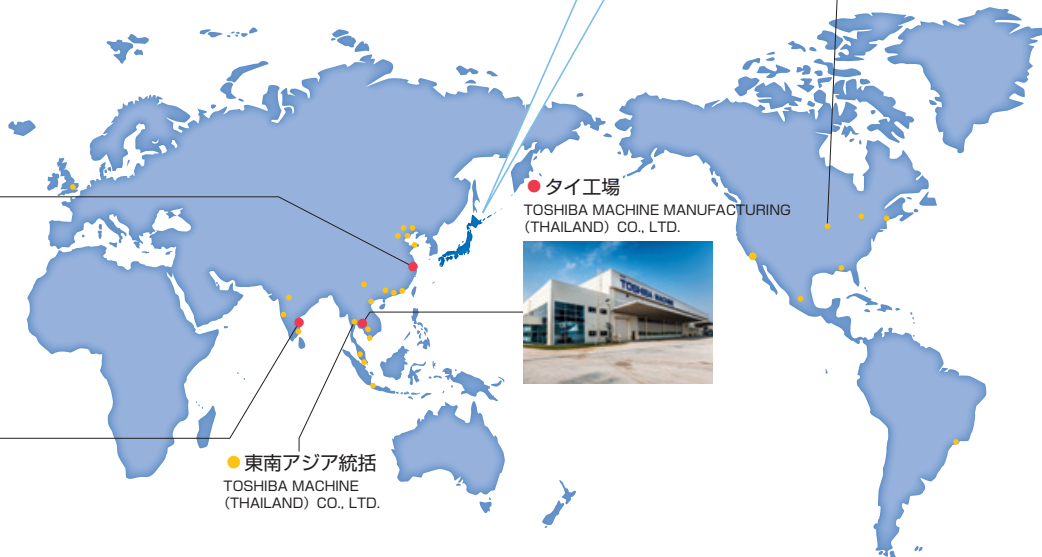 タイ工場
TOSHIBA MACHINE MANUFACTURING
(THAILAND) CO., LTD.
TOSHIBA MACHINE
東南アジア統括
TOSHIBA MACHINE
(THAILAND) CO., LTD.